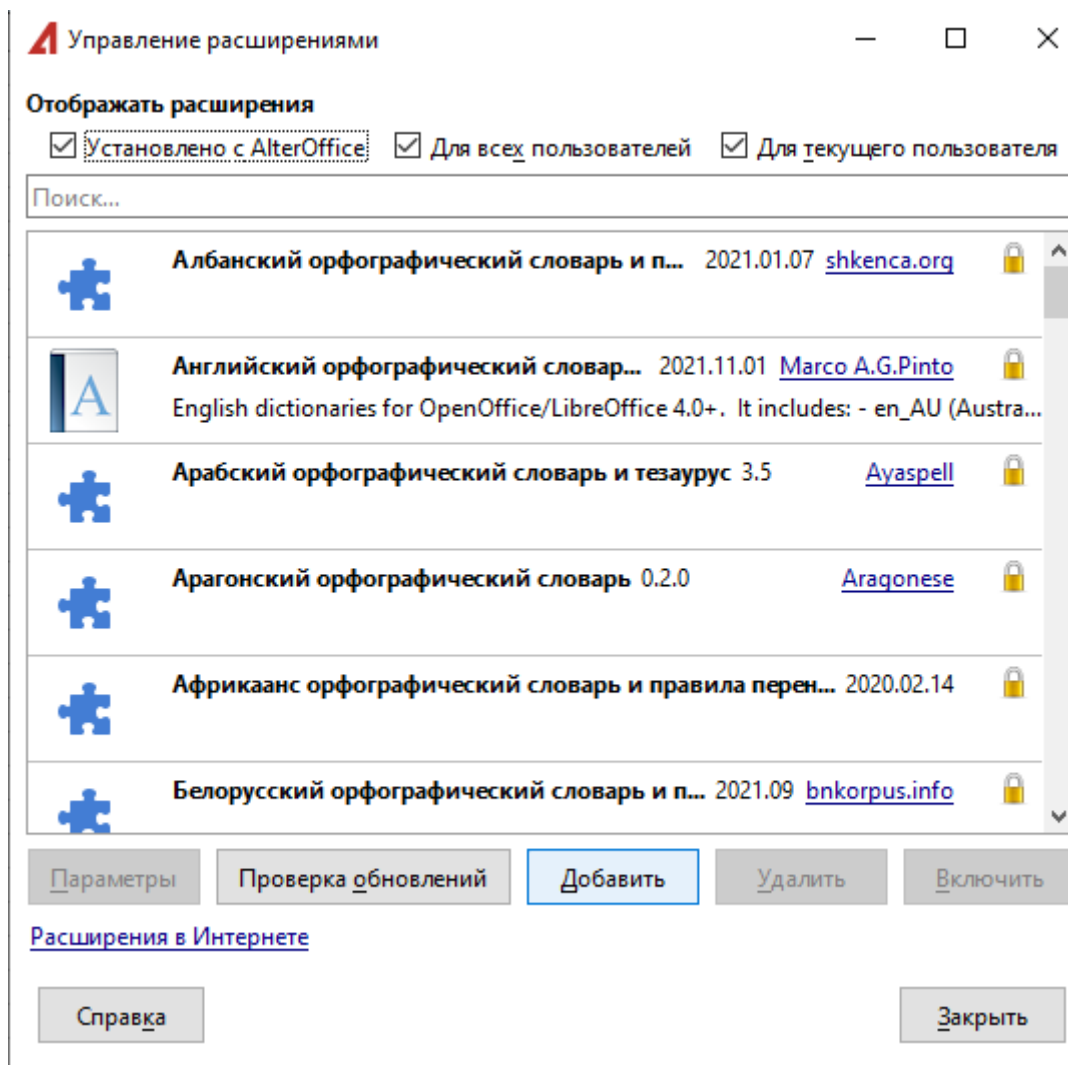 Управление расширениями
Отображать расширения
Установлено с AlterOffice Для всех пользователей Для текущего пользователя
Поиск...
Албанский орфографический словарь и п... 2021.01.07 shkenca.org
Английский орфографический словар... 2021.11.01 Marco A.G.Pinto
English dictionaries for OpenOffice/LibreOffice 4.0+. It includes: - en_AU (Austra...
Арабский орфографический словарь и тезаурус 3.5 Ayaspell
Арагонский орфографический словарь 0.2.0 Aragonese
Африкаанс орфографический словарь и правила перен... 2020.02.14
Белорусский орфографический словарь и п... 2021.09 bnkorpus.info
Параметры Проверка обновлений Добавить Удалить Включить
Расширения в Интернете
Справка Закрыть